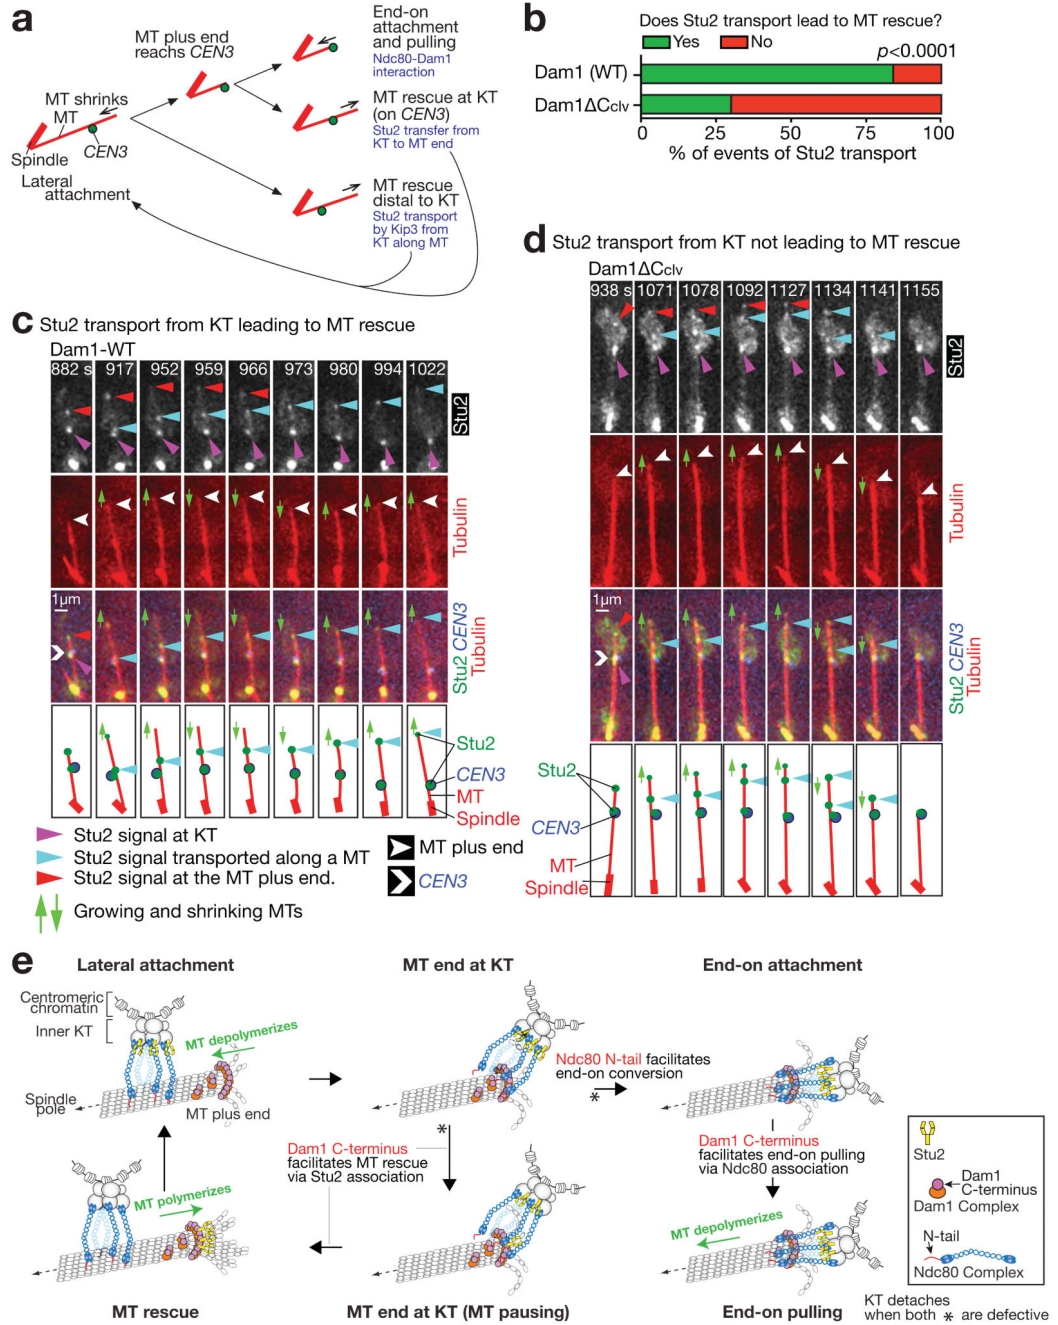 a
MT plus end
reaches CEN3
MT shrinks
MT
CEN3
Spindle
Lateral
attachment
End-on
attachment
and pulling
Ndc80-Dam1
interaction
MT rescue at KT
(on CEN3)
Stu2 transfer from
KT to MT end
MT rescue
distal to KT
Stu2 transport
by Kip3 from
KT along MT
b
Does Stu2 transport lead to MT rescue?
Yes
No
p<0.0001
Dam1 (WT)
Dam1ΔCclv
0
25
50
75
100
% of events of Stu2 transport
c Stu2 transport from KT leading to MT rescue
Dam1-WT
882 s 917 952 959 966 973 980 994 1022
Stu2
Tubulin
1µm
Stu2 CEN3
Tubulin
Stu2
CEN3
MT
Spindle
Stu2 signal at KT
Stu2 signal transported along a MT
Stu2 signal at the MT plus end.
Growing and shrinking MTs
MT plus end
CEN3
d Stu2 transport from KT not leading to MT rescue
Dam1ΔCclv
938 s 1071 1078 1092 1127 1134 1141 1155
Stu2
Tubulin
1µm
Stu2 CEN3
Tubulin
Stu2
CEN3
MT
Spindle
e
Lateral attachment
MT end at KT
End-on attachment
Centromeric
chromatin
Inner KT
MT depolymerizes
Spindle
pole
MT plus end
Ndc80 N-tail facilitates
end-on conversion
*
*
Dam1 C-terminus
facilitates MT rescue
via Stu2 association
Dam1 C-terminus
facilitates end-on pulling
via Ndc80 association
MT polymerizes
MT depolymerizes
MT rescue
MT end at KT (MT pausing)
End-on pulling
Stu2
Dam1
C-terminus
Dam1 Complex
N-tail
Ndc80 Complex
KT detaches
when both * are defective